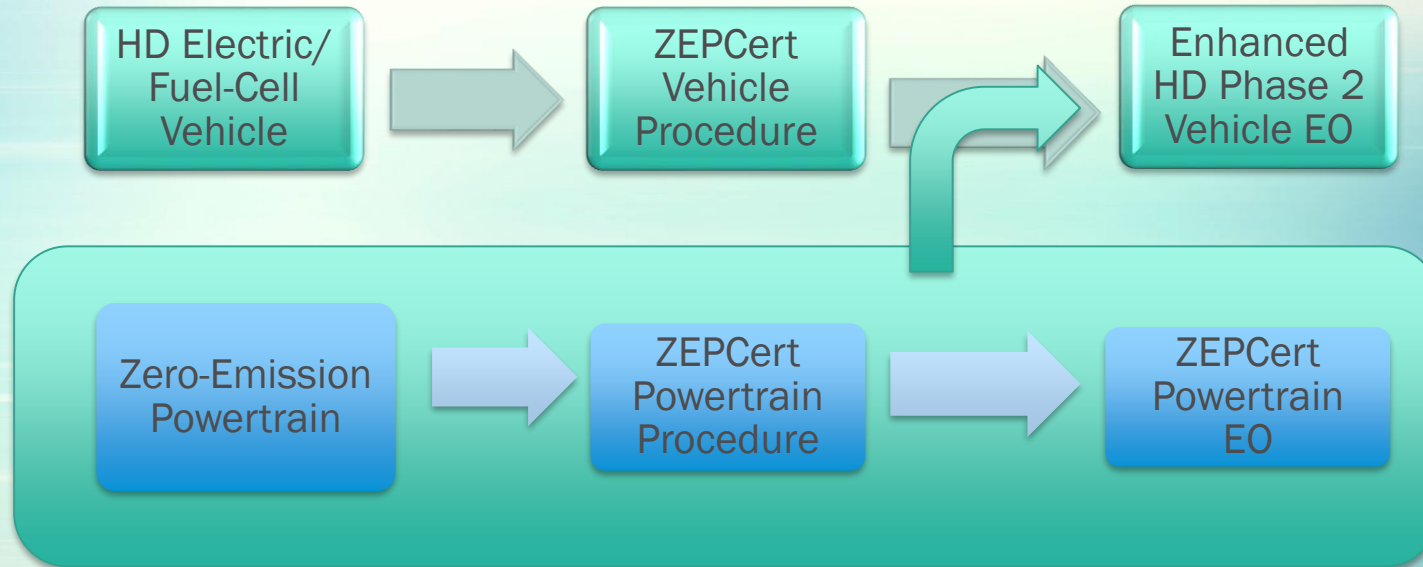 HD Electric/
Fuel-Cell
Vehicle
ZEPCert
Vehicle
Procedure
Enhanced
HD Phase 2
Vehicle EO
Zero-Emission
Powertrain
ZEPCert
Powertrain
Procedure
ZEPCert
Powertrain
EO